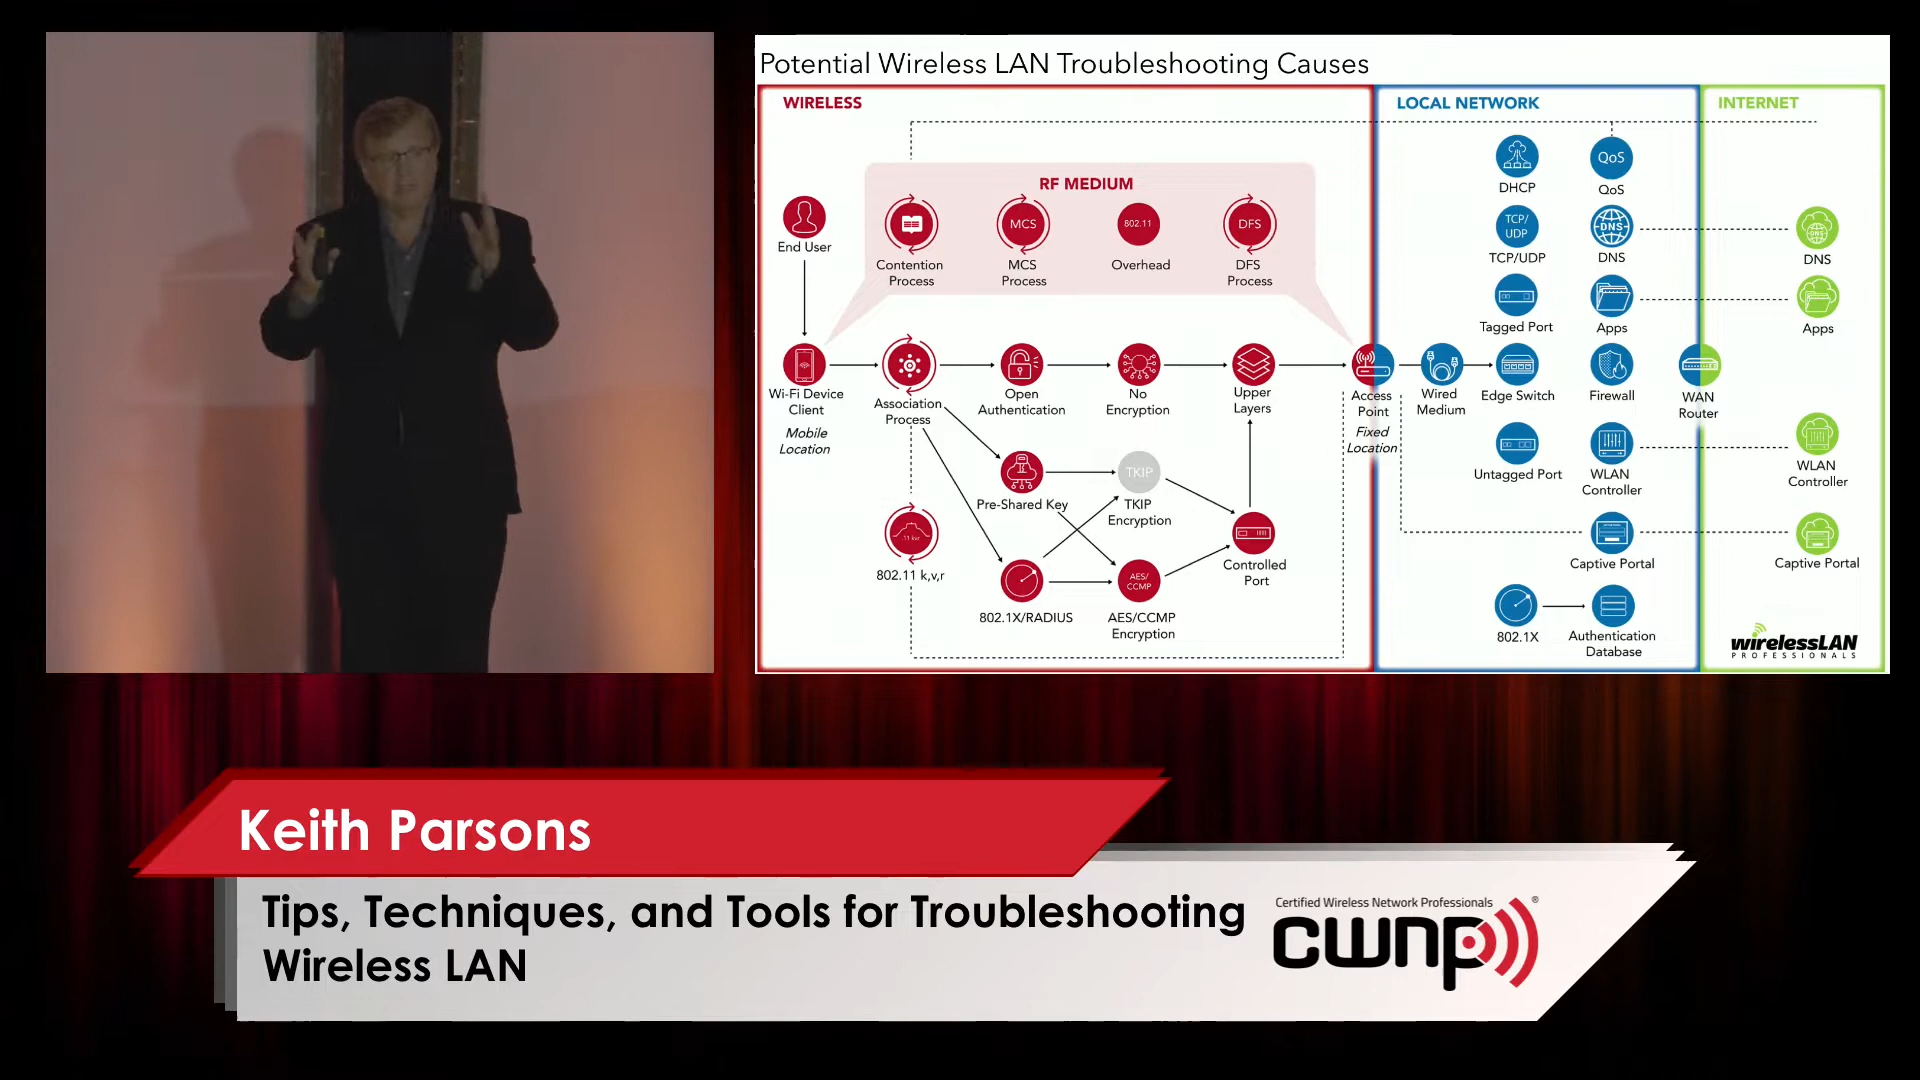 Potential Wireless LAN Troubleshooting Causes
WIRELESS
LOCAL NETWORK
INTERNET
RF MEDIUM
End User
Contention
Process
MCS
MCS
Process
802.11
Overhead
DFS
DFS
Process
Wi-Fi Device
Client
Mobile
Location
Association
Process
Open
Authentication
No
Encryption
Upper
Layers
Access
Point
Fixed
Location
Pre-Shared Key
TKIP
TKIP
Encryption
802.11 k,v,r
802.1X/RADIUS
AES/
CCMP
AES/CCMP
Encryption
Controlled
Port
DHCP
QoS
QoS
TCP/
UDP
TCP/UDP
DNS
DNS
Tagged Port
Apps
Wired
Medium
Edge Switch
Firewall
WAN
Router
Untagged Port
WLAN
Controller
Captive Portal
802.1X
Authentication
Database
DNS
DNS
Apps
WLAN
Controller
Captive Portal
wirelessLAN
PROFESSIONALS
Keith Parsons
Tips, Techniques, and Tools for Troubleshooting
Wireless LAN
Certified Wireless Network Professionals
cwnp
®